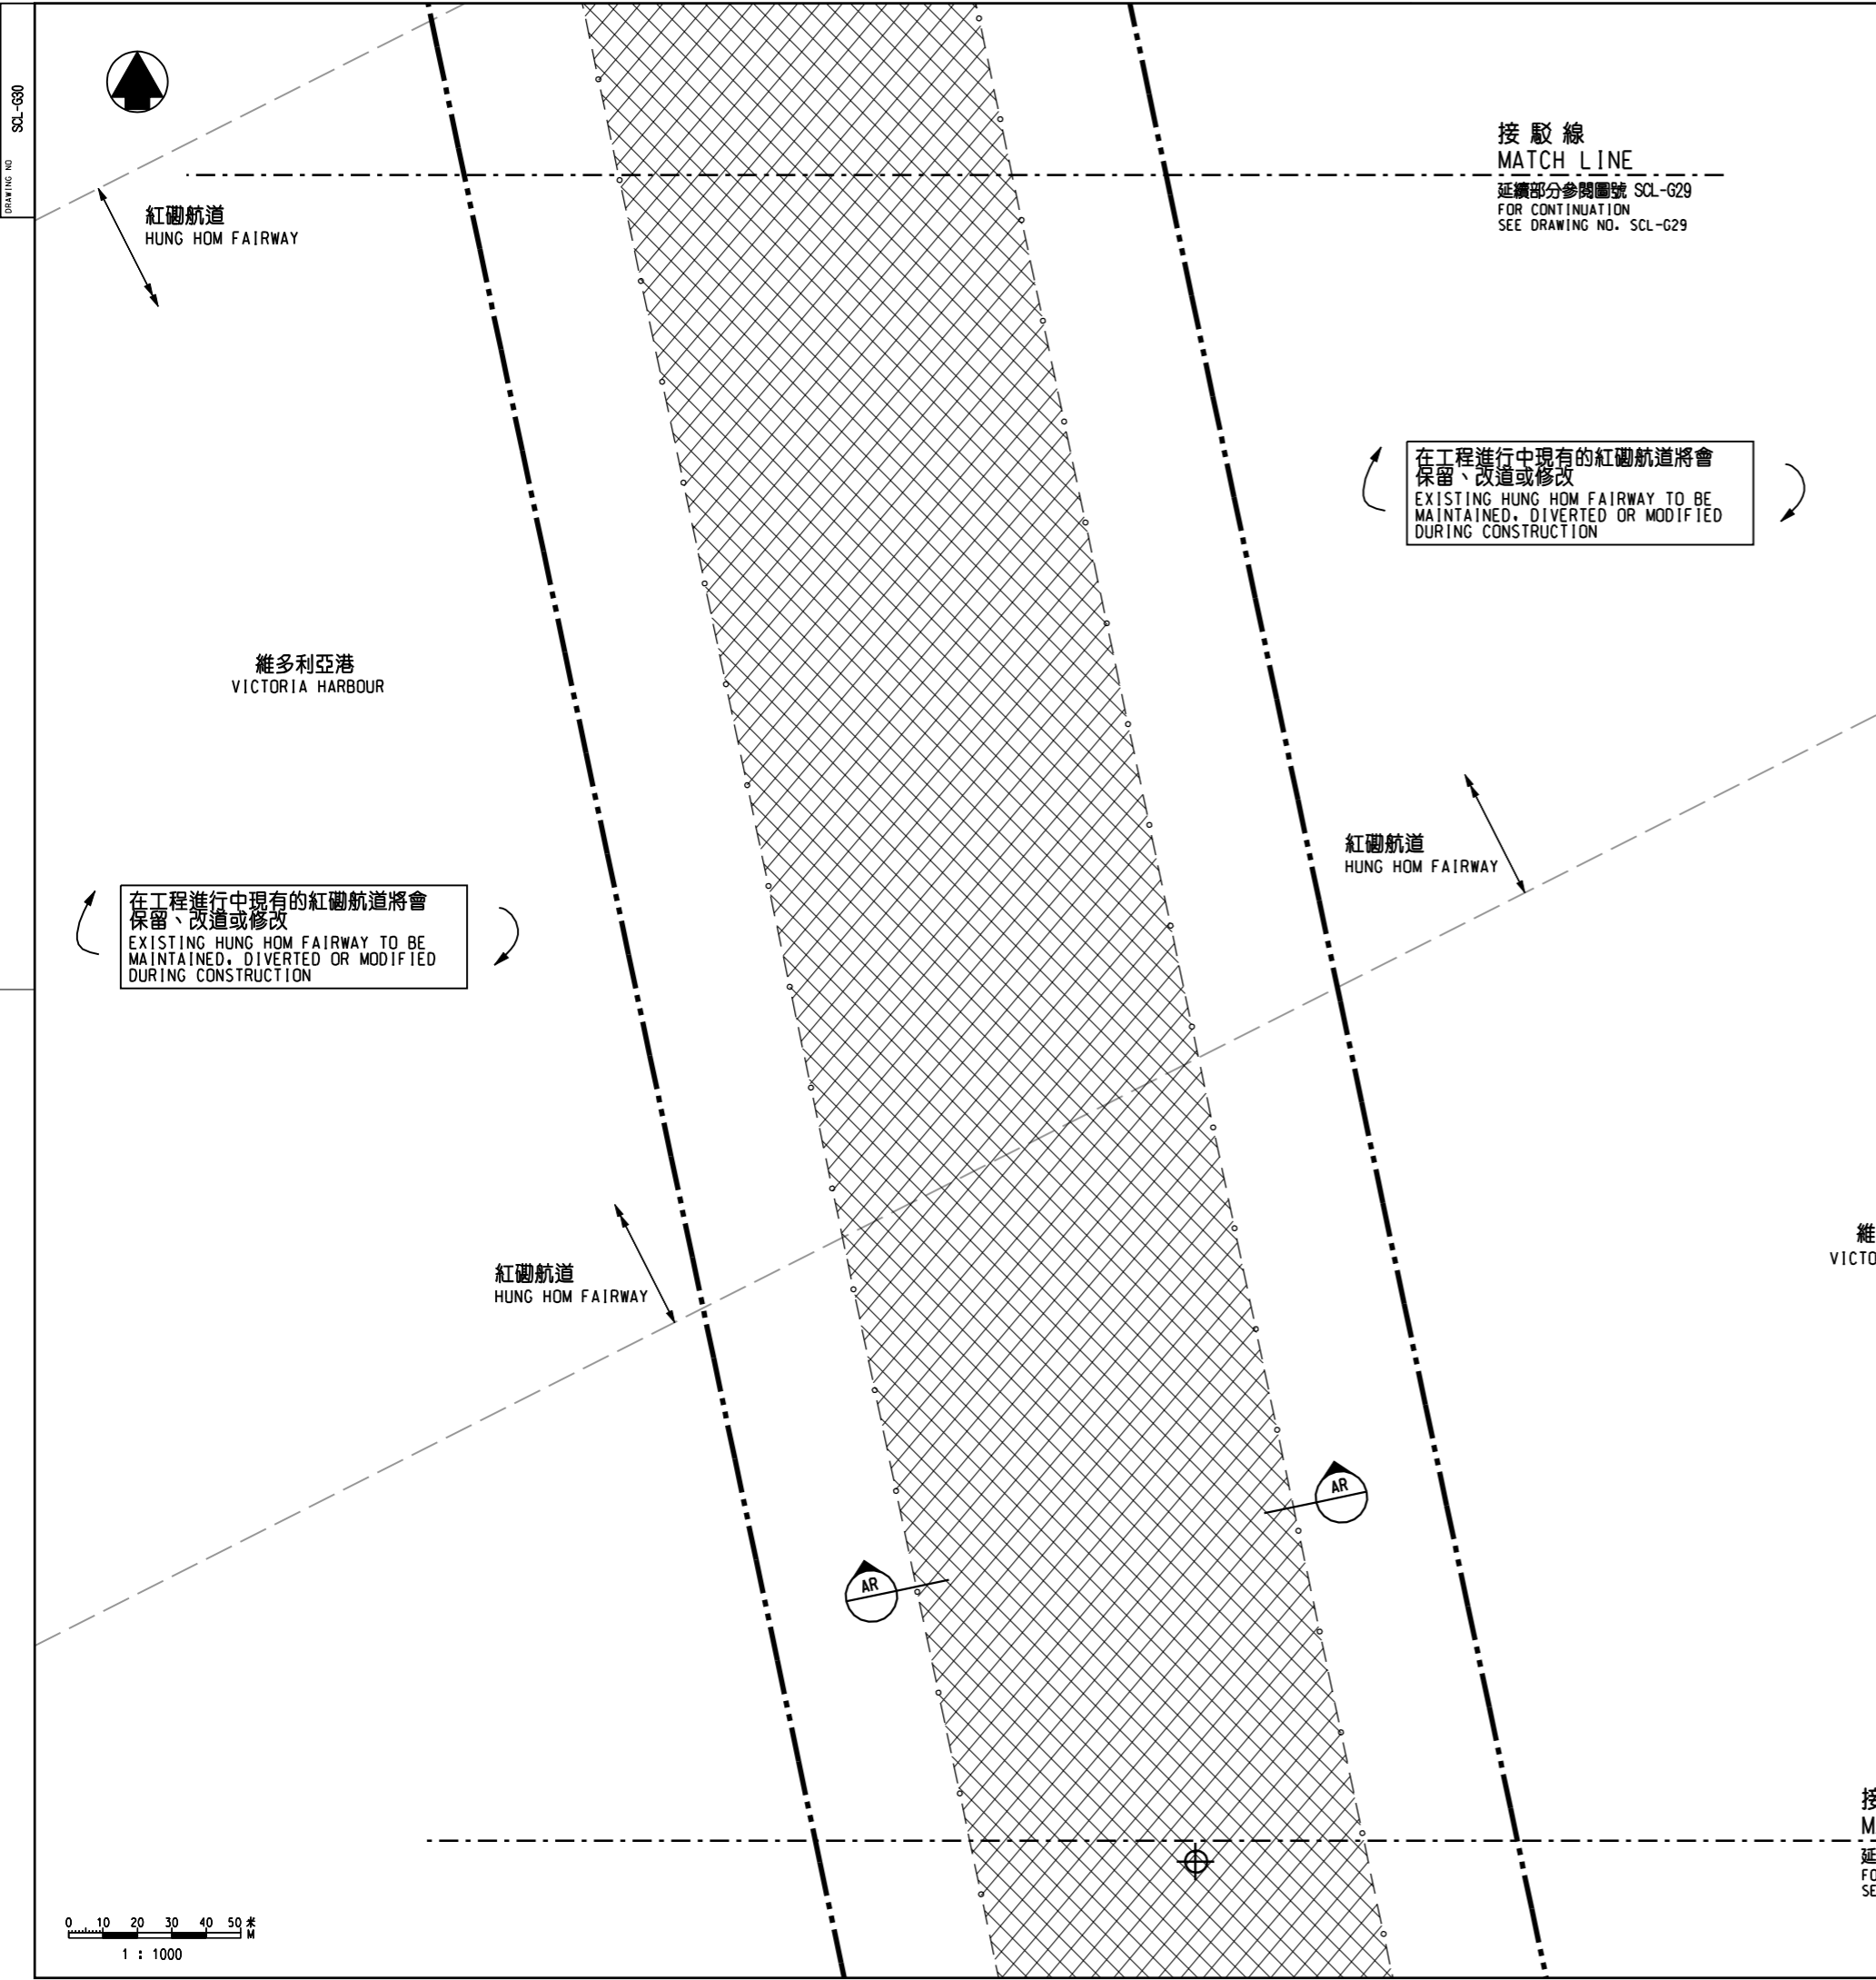 DRAWING NO
SCL-G30
接駁線
MATCH LINE
延續部分參閱圖號 SCL-G29
FOR CONTINUATION
SEE DRAWING NO. SCL-G29
紅磡航道
HUNG HOM FAIRWAY
在工程進行中現有的紅磡航道將會
保留、改道或修改
EXISTING HUNG HOM FAIRWAY TO BE
MAINTAINED, DIVERTED OR MODIFIED
DURING CONSTRUCTION
維多利亞港
VICTORIA HARBOUR
紅磡航道
HUNG HOM FAIRWAY
在工程進行中現有的紅磡航道將會
保留、改道或修改
EXISTING HUNG HOM FAIRWAY TO BE
MAINTAINED, DIVERTED OR MODIFIED
DURING CONSTRUCTION
維
VICTO
紅磡航道
HUNG HOM FAIRWAY
AR
AR
接
M
延
FO
SE
0 10 20 30 40 50 米
M
1 : 1000